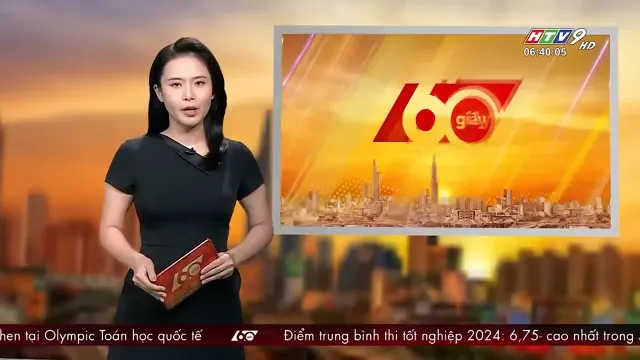 HTV9 HD
06:40:05
60 giây
60
hen tại Olympic Toán học quốc tế 60 Điểm trung bình thi tốt nghiệp 2024: 6,75- cao nhất trong